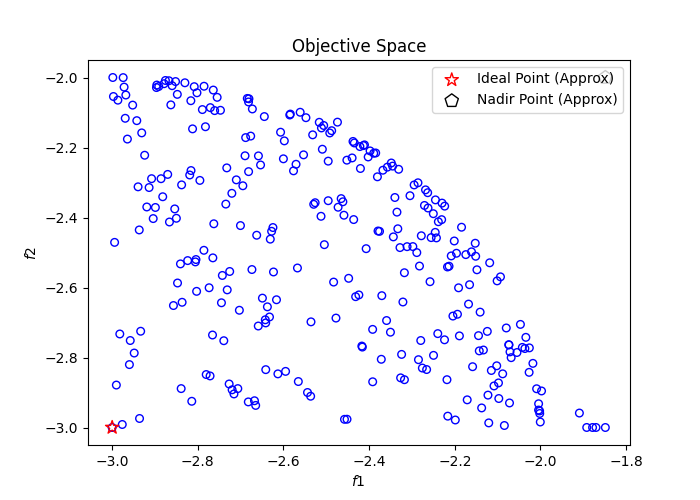 Objective Space
Ideal Point (Approx)
Nadir Point (Approx)
f2
−2.0
−2.2
−2.4
−2.6
−2.8
−3.0
−3.0 −2.8 −2.6 −2.4 −2.2 −2.0 −1.8
f1